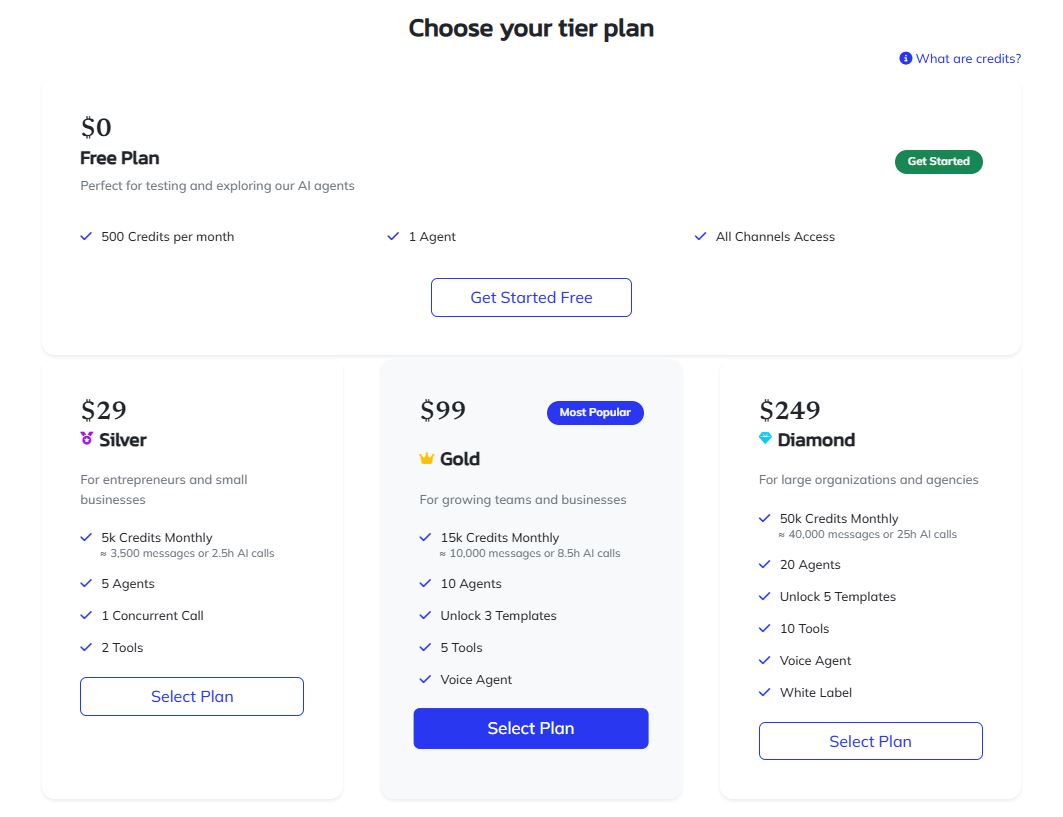 Choose your tier plan
What are credits?
$0
Free Plan
Get Started
Perfect for testing and exploring our AI agents
500 Credits per month
1 Agent
All Channels Access
Get Started Free
$29
Silver
For entrepreneurs and small
businesses
5k Credits Monthly
≈ 3,500 messages or 2.5h AI calls
5 Agents
1 Concurrent Call
2 Tools
Select Plan
$99
Most Popular
Gold
For growing teams and businesses
15k Credits Monthly
≈ 10,000 messages or 8.5h AI calls
10 Agents
Unlock 3 Templates
5 Tools
Voice Agent
Select Plan
$249
Diamond
For large organizations and agencies
50k Credits Monthly
≈ 40,000 messages or 25h AI calls
20 Agents
Unlock 5 Templates
10 Tools
Voice Agent
White Label
Select Plan